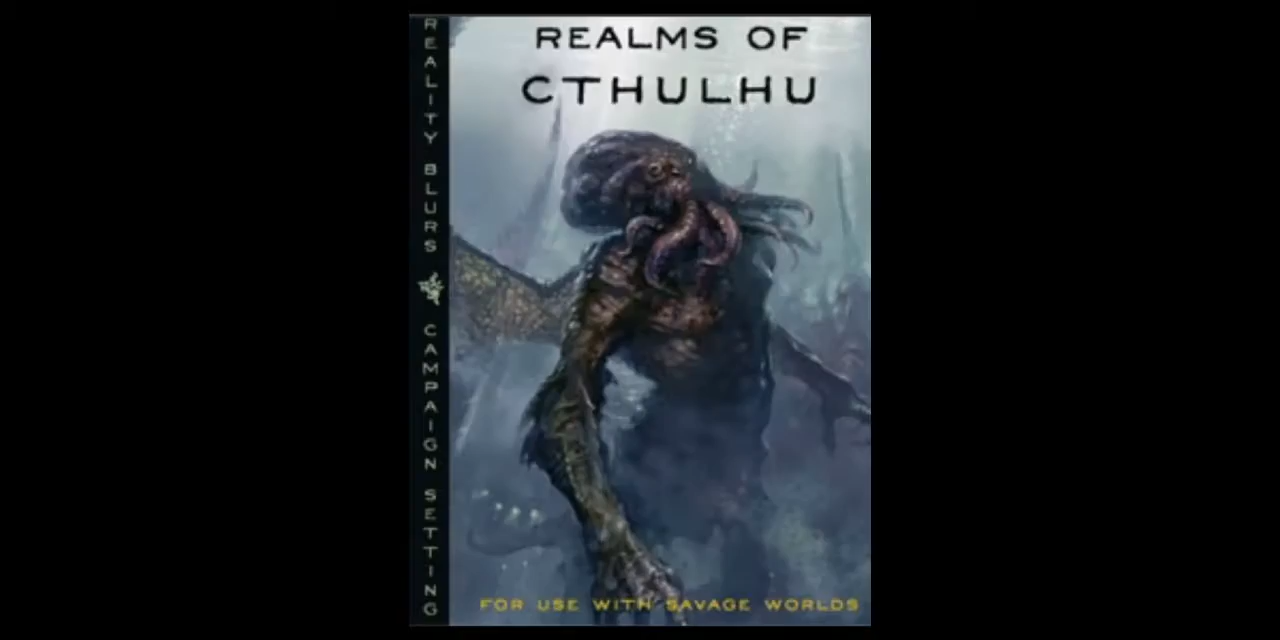 REALMS OF
CTHULHU
REALITY BLURS CAMPAIGN SETTING
FOR USE WITH SAVAGE WORLDS